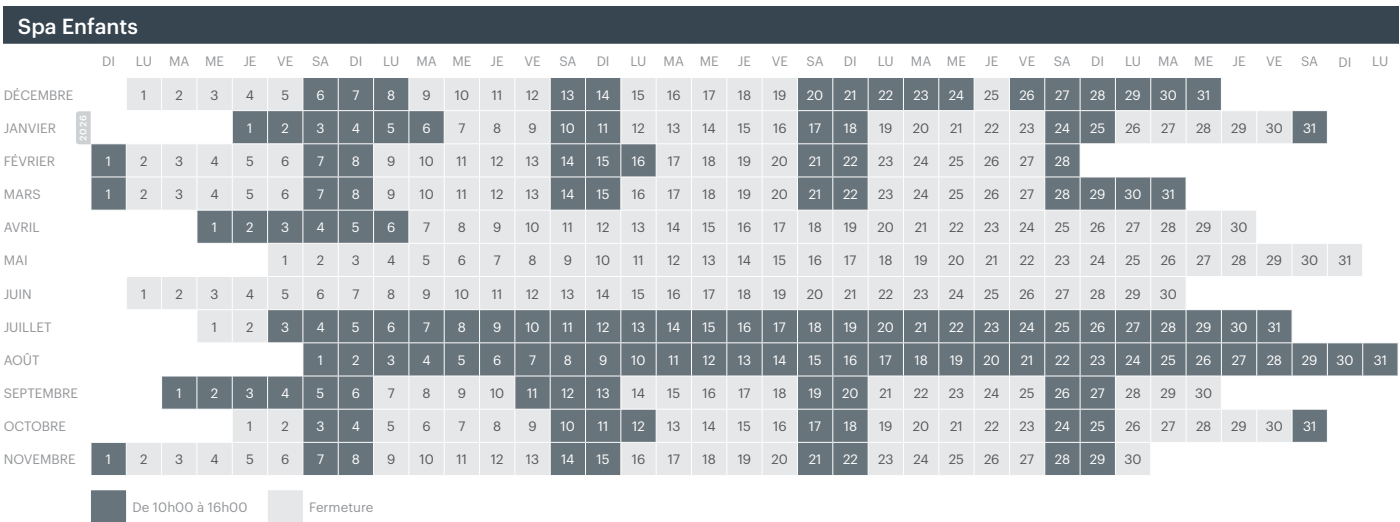 Spa Enfants
DI LU MA ME JE VE SA DI LU MA ME JE VE SA DI LU MA ME JE VE SA DI LU MA ME JE VE SA DI LU MA ME JE VE SA DI LU
DÉCEMBRE 1 2 3 4 5 6 7 8 9 10 11 12 13 14 15 16 17 18 19 20 21 22 23 24 25 26 27 28 29 30 31
JANVIER 2026 1 2 3 4 5 6 7 8 9 10 11 12 13 14 15 16 17 18 19 20 21 22 23 24 25 26 27 28 29 30 31
FÉVRIER 1 2 3 4 5 6 7 8 9 10 11 12 13 14 15 16 17 18 19 20 21 22 23 24 25 26 27 28
MARS 1 2 3 4 5 6 7 8 9 10 11 12 13 14 15 16 17 18 19 20 21 22 23 24 25 26 27 28 29 30 31
AVRIL 1 2 3 4 5 6 7 8 9 10 11 12 13 14 15 16 17 18 19 20 21 22 23 24 25 26 27 28 29 30
MAI 1 2 3 4 5 6 7 8 9 10 11 12 13 14 15 16 17 18 19 20 21 22 23 24 25 26 27 28 29 30 31
JUIN 1 2 3 4 5 6 7 8 9 10 11 12 13 14 15 16 17 18 19 20 21 22 23 24 25 26 27 28 29 30
JUILLET 1 2 3 4 5 6 7 8 9 10 11 12 13 14 15 16 17 18 19 20 21 22 23 24 25 26 27 28 29 30 31
AOÛT 1 2 3 4 5 6 7 8 9 10 11 12 13 14 15 16 17 18 19 20 21 22 23 24 25 26 27 28 29 30 31
SEPTEMBRE 1 2 3 4 5 6 7 8 9 10 11 12 13 14 15 16 17 18 19 20 21 22 23 24 25 26 27 28 29 30
OCTOBRE 1 2 3 4 5 6 7 8 9 10 11 12 13 14 15 16 17 18 19 20 21 22 23 24 25 26 27 28 29 30 31
NOVEMBRE 1 2 3 4 5 6 7 8 9 10 11 12 13 14 15 16 17 18 19 20 21 22 23 24 25 26 27 28 29 30
De 10h00 à 16h00 Fermeture